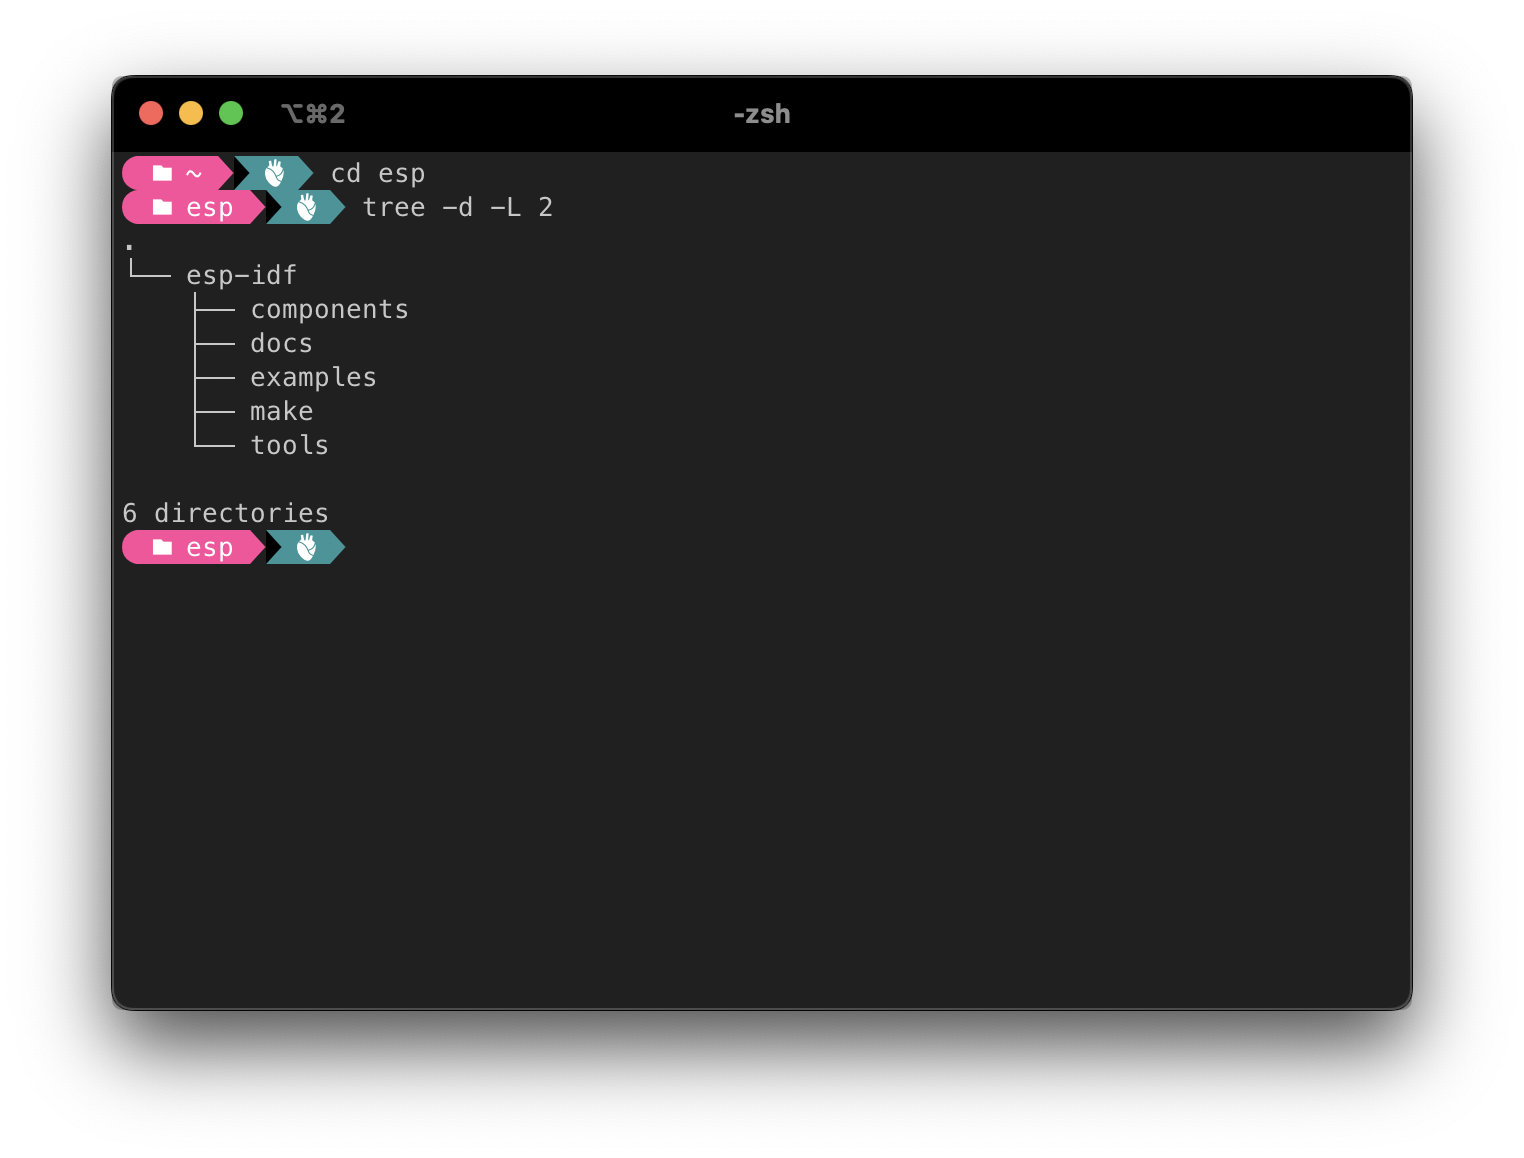 ⌥⌘2 -zsh
~ cd esp
esp tree -d -L 2
.
└── esp-idf
    ├── components
    ├── docs
    ├── examples
    ├── make
    └── tools
6 directories
esp